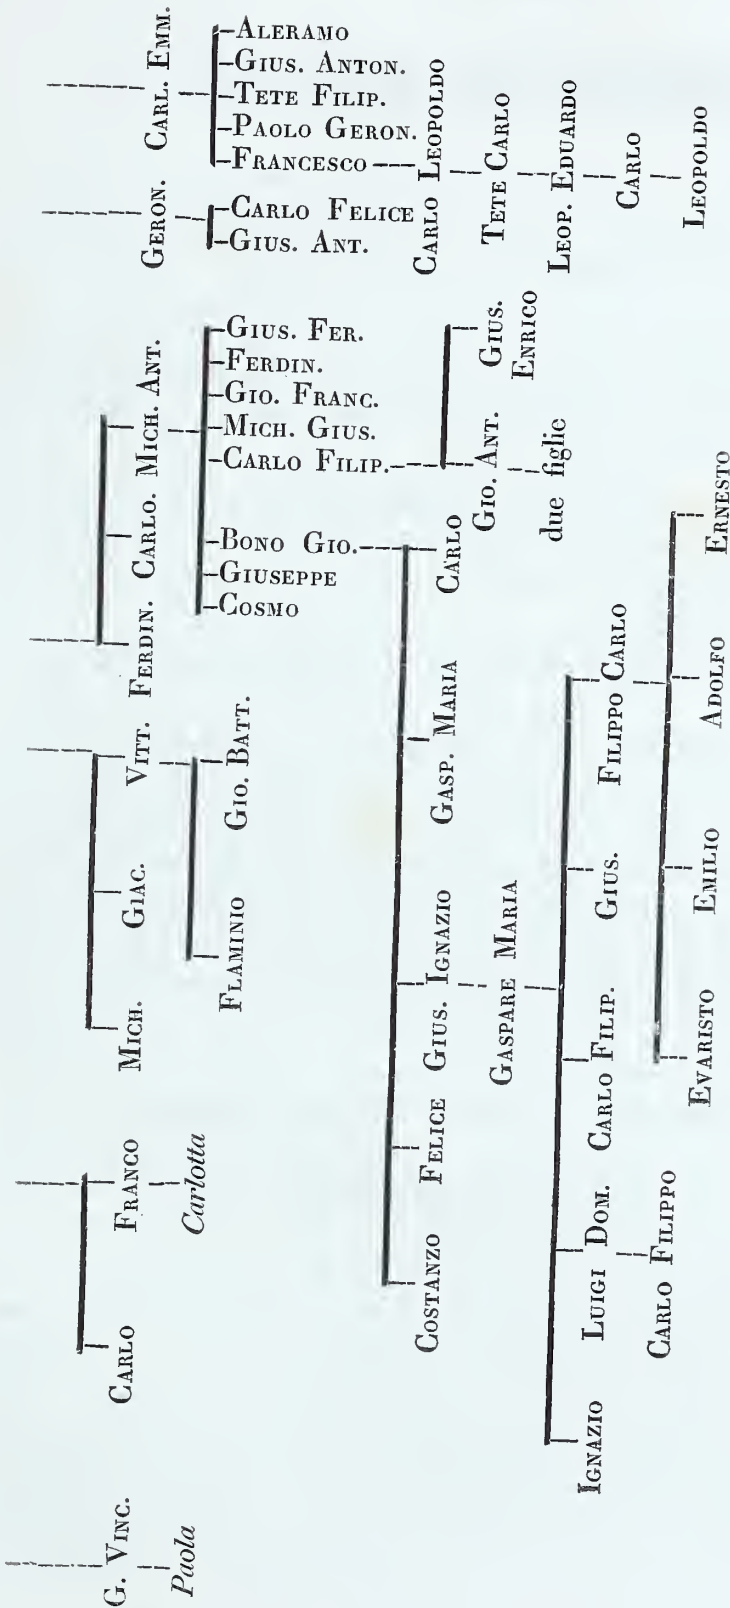 G. VINC.
Paola
CARLO
FRANCO
Carlotta
MICH.
GIAC.
VITT.
FLAMINIO
GIO. BATT.
FERDIN.
CARLO.
MICH. ANT.
GIUS. FER.
FERDIN.
GIO. FRANC.
MICH. GIUS.
CARLO FILIP.
BONO GIO.
GIUSEPPE
COSMO
GIO. ANT.
due figlie
GIUS.
ENRICO
COSTANZO
FELICE
GIUS. IGNAZIO
GASP. MARIA
CARLO
GASPARE MARIA
IGNAZIO
LUIGI DOM.
CARLO FILIP.
GIUS.
FILIPPO CARLO
CARLO FILIPPO
EVARISTO
EMILIO
ADOLFO
ERNESTO
GERON.
CARLO FELICE
GIUS. ANT.
CARL. EMM.
ALERAMO
GIUS. ANTON.
TETE FILIP.
PAOLO GERON.
FRANCESCO
CARLO LEOPOLDO
TETE CARLO
LEOP. EDUARDO
CARLO
LEOPOLDO